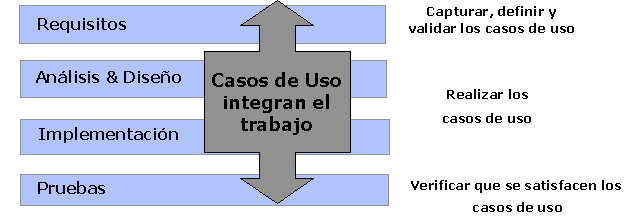 Requisitos
Capturar, definir y
validar los casos de uso
Análisis & Diseño
Casos de Uso
integran el
trabajo
Realizar los
casos de uso
Implementación
Pruebas
Verificar que se satisfacen los
casos de uso